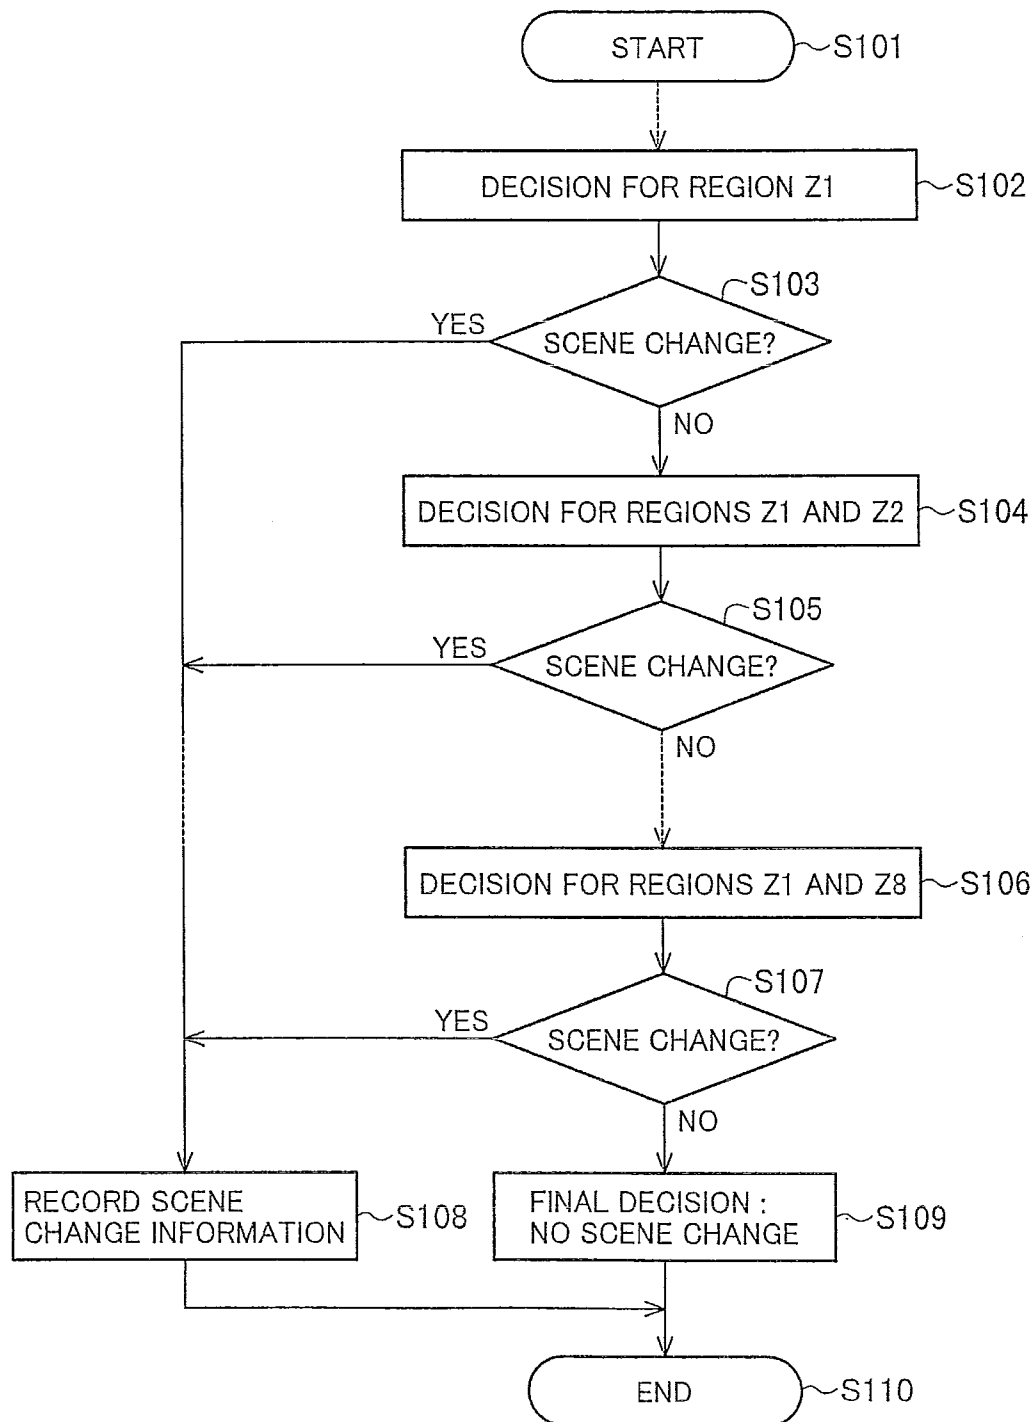 START
S101
DECISION FOR REGION Z1
S102
S103
YES
SCENE CHANGE?
NO
DECISION FOR REGIONS Z1 AND Z2
S104
S105
YES
SCENE CHANGE?
NO
DECISION FOR REGIONS Z1 AND Z8
S106
S107
YES
SCENE CHANGE?
NO
RECORD SCENE
CHANGE INFORMATION
S108
FINAL DECISION :
NO SCENE CHANGE
S109
END
S110